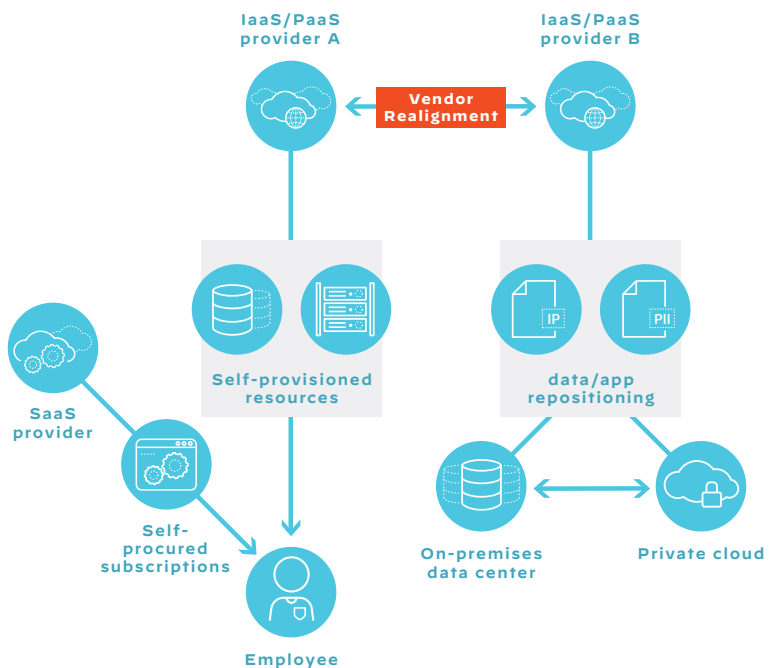 IaaS/PaaS
provider A
IaaS/PaaS
provider B
Vendor
Realignment
IP
PII
Self-provisioned
resources
data/app
repositioning
SaaS
provider
Self-
procured
subscriptions
On-premises
data center
Private cloud
Employee